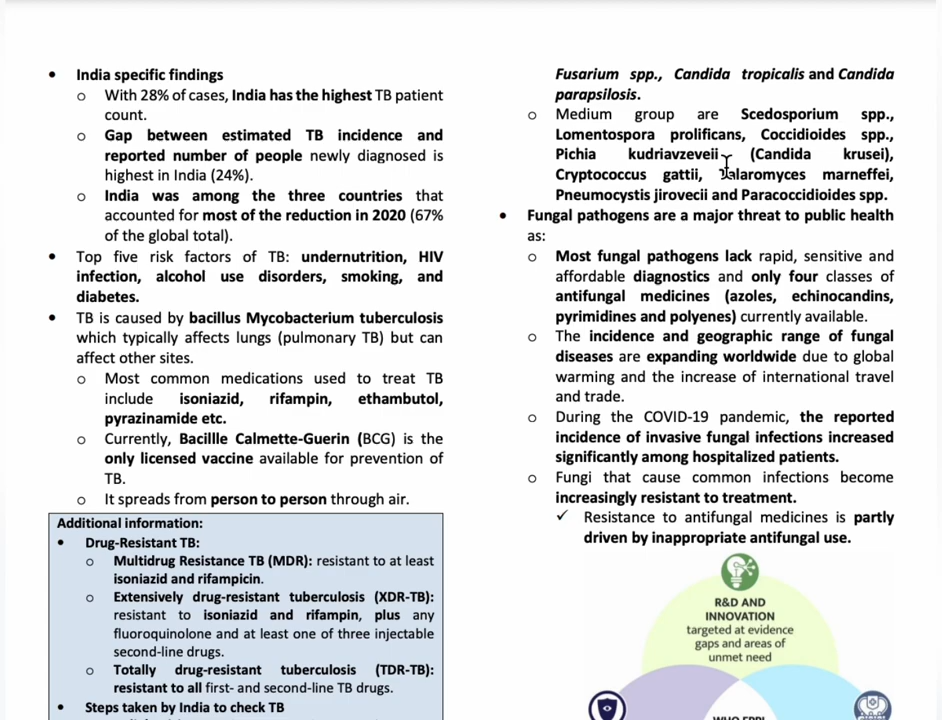 • India specific findings
o With 28% of cases, India has the highest TB patient
count.
o Gap between estimated TB incidence and
reported number of people newly diagnosed is
highest in India (24%).
o India was among the three countries that
accounted for most of the reduction in 2020 (67%
of the global total).
• Top five risk factors of TB: undernutrition, HIV
infection, alcohol use disorders, smoking, and
diabetes.
• TB is caused by bacillus Mycobacterium tuberculosis
which typically affects lungs (pulmonary TB) but can
affect other sites.
o Most common medications used to treat TB
include isoniazid, rifampin, ethambutol,
pyrazinamide etc.
o Currently, Bacillle Calmette-Guerin (BCG) is the
only licensed vaccine available for prevention of
TB.
o It spreads from person to person through air.
Additional information:
• Drug-Resistant TB:
o Multidrug Resistance TB (MDR): resistant to at least
isoniazid and rifampicin.
o Extensively drug-resistant tuberculosis (XDR-TB):
resistant to isoniazid and rifampin, plus any
fluoroquinolone and at least one of three injectable
second-line drugs.
o Totally drug-resistant tuberculosis (TDR-TB):
resistant to all first- and second-line TB drugs.
• Steps taken by India to check TB
Fusarium spp., Candida tropicalis and Candida
parapsilosis.
o Medium group are Scedosporium spp.,
Lomentospora prolificans, Coccidioides spp.,
Pichia kudriavzeveii (Candida krusei),
Cryptococcus gattii, Talaromyces marneffei,
Pneumocystis jirovecii and Paracoccidioides spp.
• Fungal pathogens are a major threat to public health
as:
o Most fungal pathogens lack rapid, sensitive and
affordable diagnostics and only four classes of
antifungal medicines (azoles, echinocandins,
pyrimidines and polyenes) currently available.
o The incidence and geographic range of fungal
diseases are expanding worldwide due to global
warming and the increase of international travel
and trade.
o During the COVID-19 pandemic, the reported
incidence of invasive fungal infections increased
significantly among hospitalized patients.
o Fungi that cause common infections become
increasingly resistant to treatment.
✓ Resistance to antifungal medicines is partly
driven by inappropriate antifungal use.
R&D AND
INNOVATION
targeted at evidence
gaps and areas of
unmet need